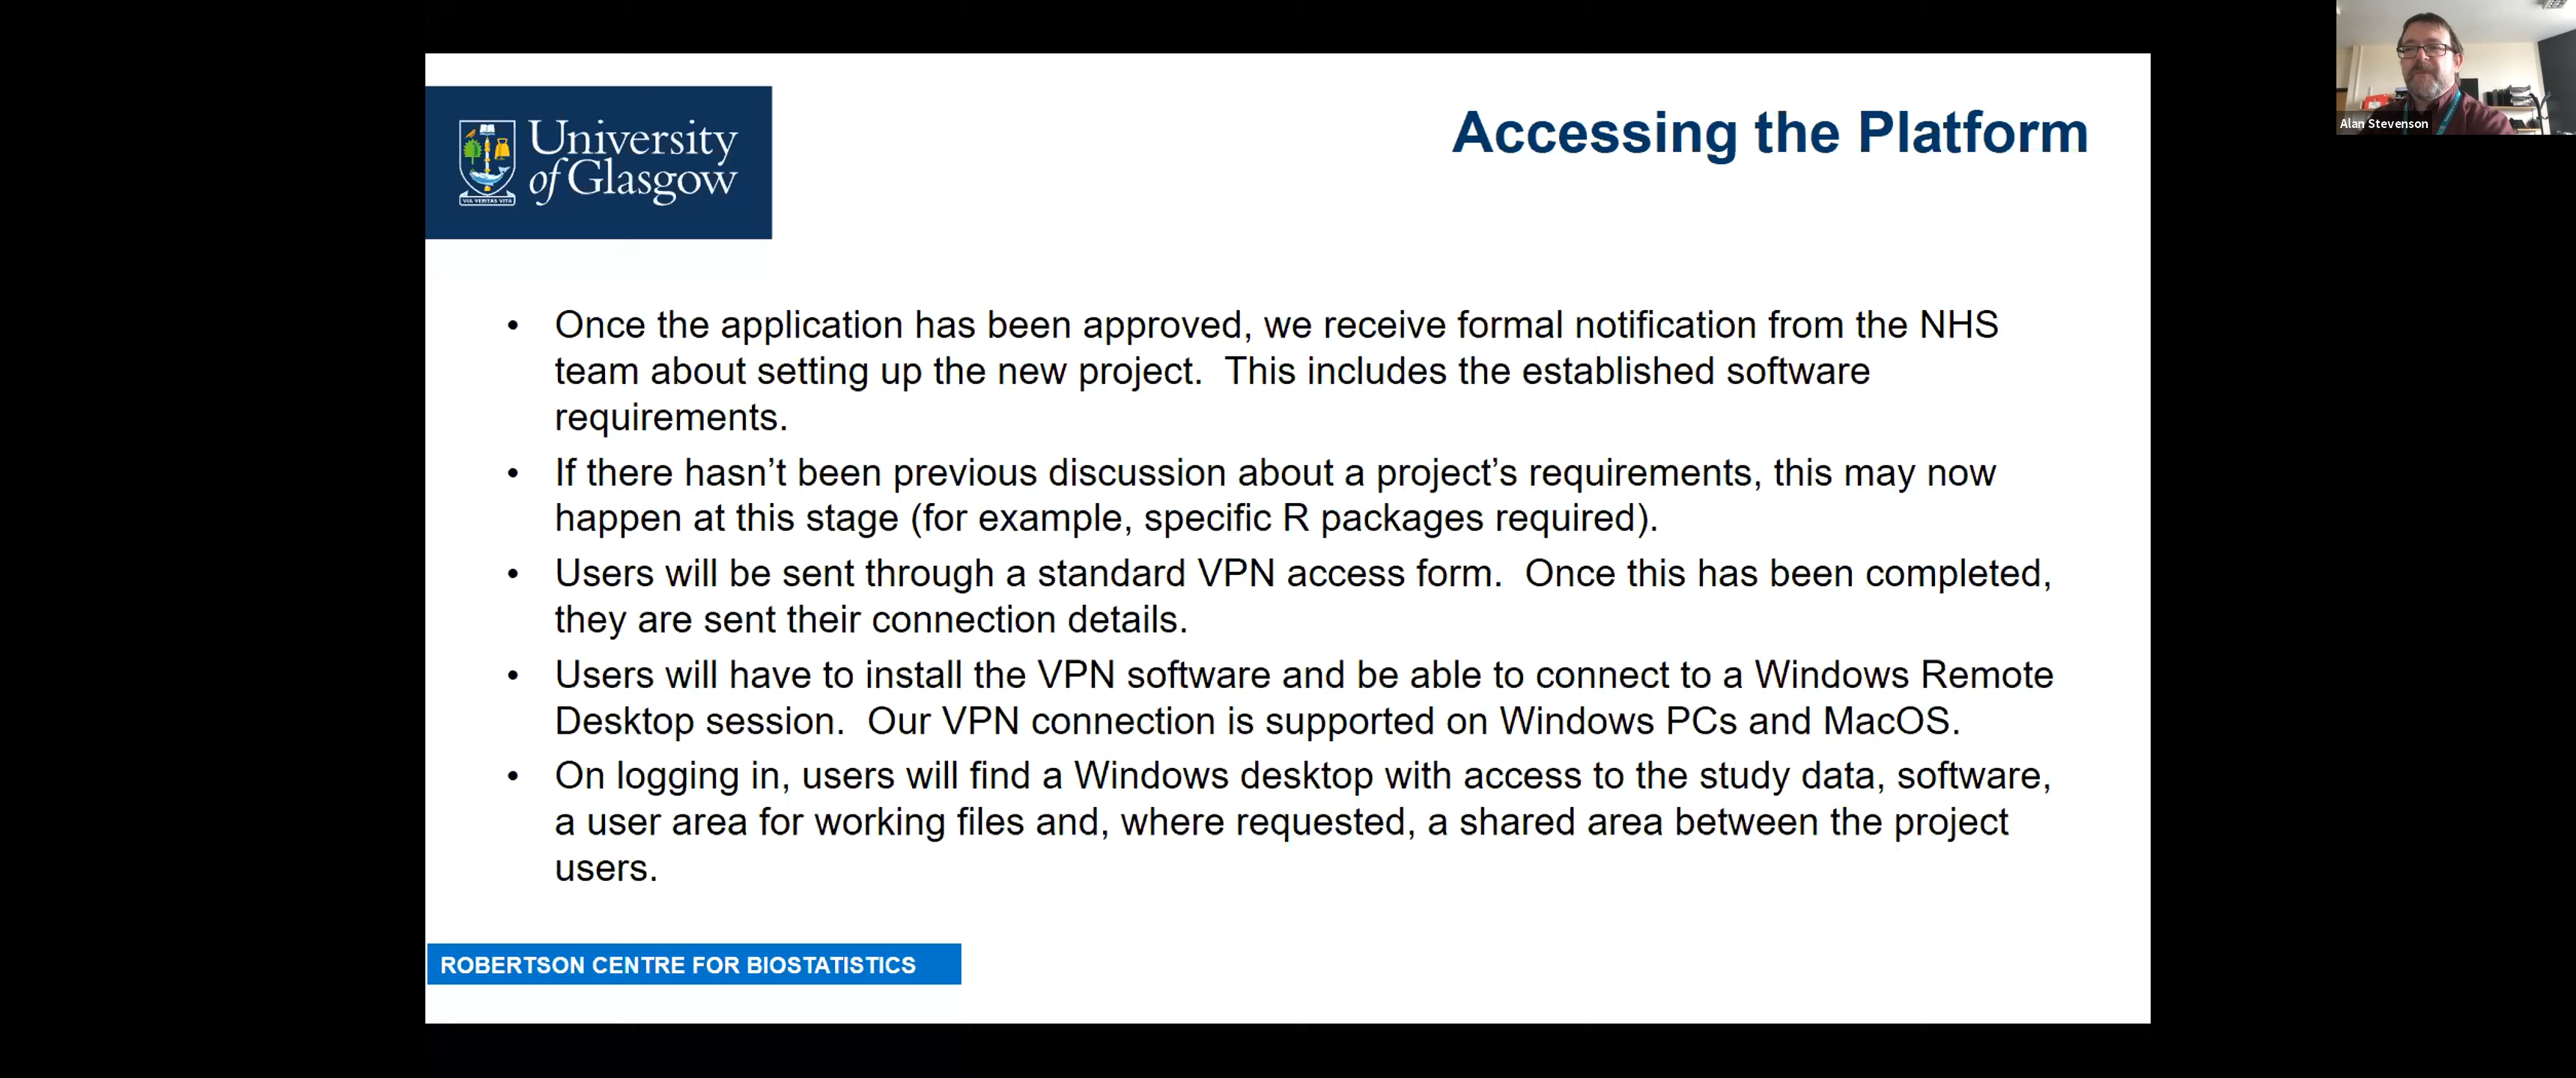 University
of Glasgow
VIA VERITAS VITA
Accessing the Platform
Alan Stevenson
• Once the application has been approved, we receive formal notification from the NHS
team about setting up the new project.  This includes the established software
requirements.
• If there hasn’t been previous discussion about a project’s requirements, this may now
happen at this stage (for example, specific R packages required).
• Users will be sent through a standard VPN access form.  Once this has been completed,
they are sent their connection details.
• Users will have to install the VPN software and be able to connect to a Windows Remote
Desktop session.  Our VPN connection is supported on Windows PCs and MacOS.
• On logging in, users will find a Windows desktop with access to the study data, software,
a user area for working files and, where requested, a shared area between the project
users.
ROBERTSON CENTRE FOR BIOSTATISTICS